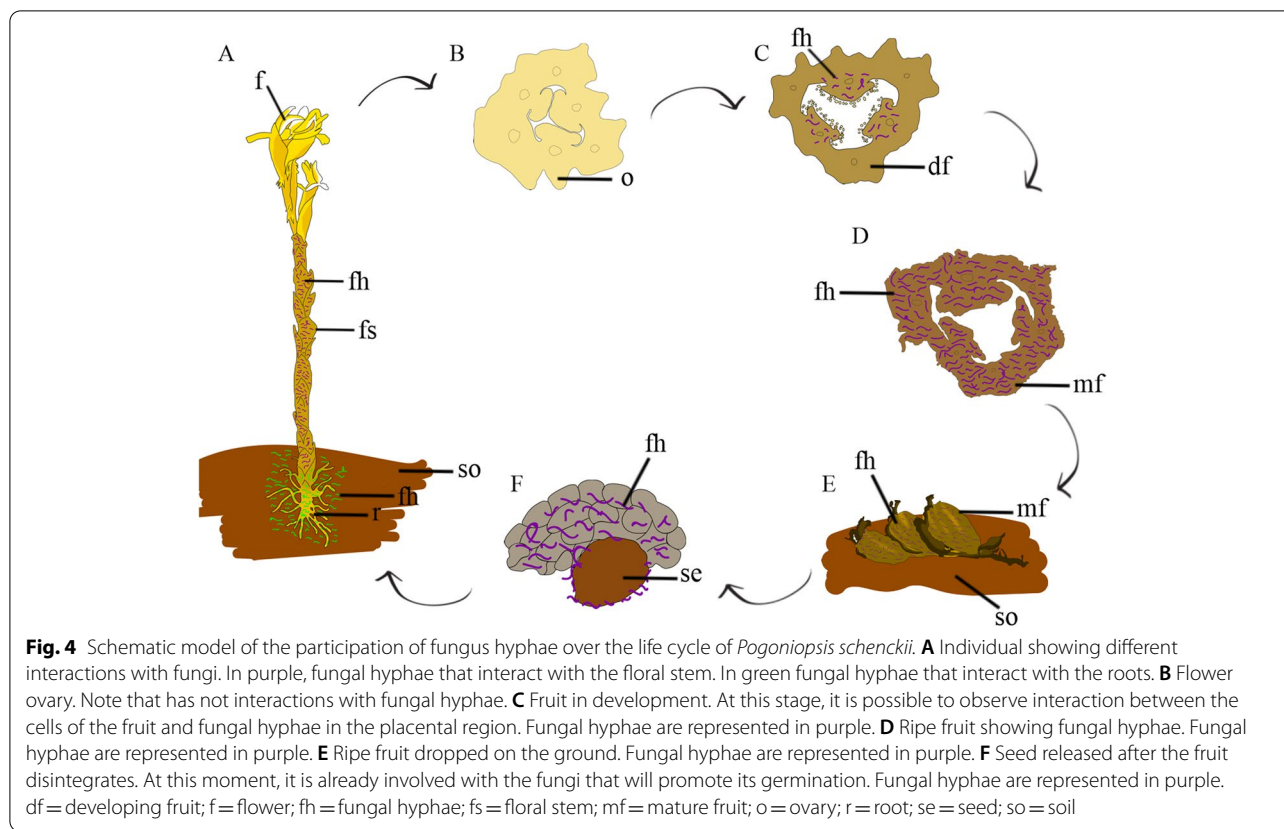 A
f
fh
fs
so
fh
r
B
o
C
fh
df
D
fh
mf
E
fh
mf
so
F
fh
se
Fig. 4 Schematic model of the participation of fungus hyphae over the life cycle of Pogoniopsis schenckii. A Individual showing different
interactions with fungi. In purple, fungal hyphae that interact with the floral stem. In green fungal hyphae that interact with the roots. B Flower
ovary. Note that has not interactions with fungal hyphae. C Fruit in development. At this stage, it is possible to observe interaction between the
cells of the fruit and fungal hyphae in the placental region. Fungal hyphae are represented in purple. D Ripe fruit showing fungal hyphae. Fungal
hyphae are represented in purple. E Ripe fruit dropped on the ground. Fungal hyphae are represented in purple. F Seed released after the fruit
disintegrates. At this moment, it is already involved with the fungi that will promote its germination. Fungal hyphae are represented in purple.
df = developing fruit; f = flower; fh = fungal hyphae; fs = floral stem; mf = mature fruit; o = ovary; r = root; se = seed; so = soil